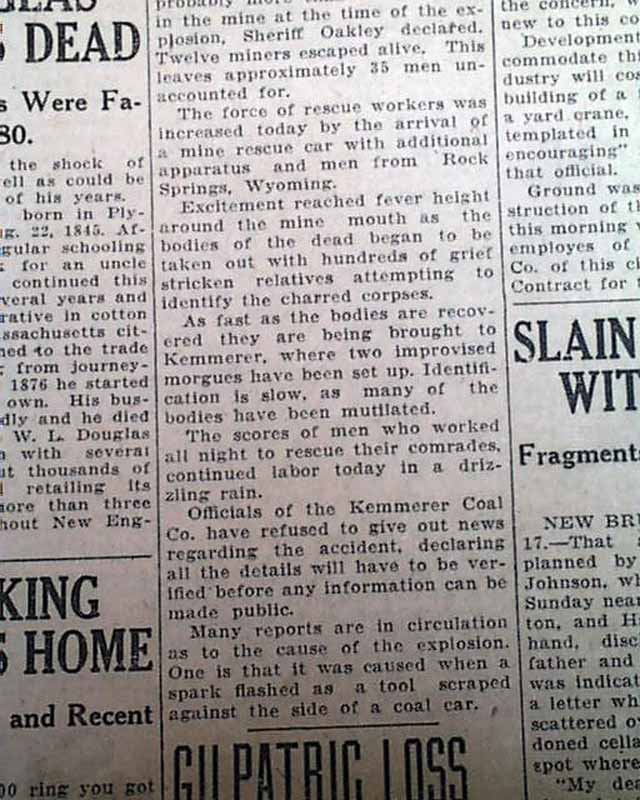 DEAD
s Were Fa-
80.
the shock of
ell as could be
of his years.
born in Ply-
ug. 22, 1845. Af-
gular schooling
for an uncle
continued this
veral years and
rative in cotton
ssachusetts cit-
ned to the trade
from journey-
1876 he started
own. His bus-
dly and he died
W. L. Douglas
with several
ut thousands of
retailing its
more than three
hout New Eng-
KING
S HOME
and Recent
00 ring you got
in the mine at the time of the ex-
plosion, Sheriff Oakley declared.
Twelve miners escaped alive. This
leaves approximately 35 men un-
accounted for.
The force of rescue workers was
increased today by the arrival of
a mine rescue car with additional
apparatus and men from Rock
Springs, Wyoming.
Excitement reached fever height
around the mine mouth as the
bodies of the dead began to be
taken out with hundreds of grief
stricken relatives attempting to
identify the charred corpses.
As fast as the bodies are recov-
ered they are being brought to
Kemmerer, where two improvised
morgues have been set up. Identifi-
cation is slow, as many of the
bodies have been mutilated.
The scores of men who worked
all night to rescue their comrades,
continued labor today in a driz-
zling rain.
Officials of the Kemmerer Coal
Co. have refused to give out news
regarding the accident, declaring
all the details will have to be ver-
ified before any information can be
made public.
Many reports are in circulation
as to the cause of the explosion.
One is that it was caused when a
spark flashed as a tool scraped
against the side of a coal car.
GILPATRIC LOSS
the concern, w
new to this co
Development
commodate thi
dustry will cos
building of a
a yard crane,
templated in
encouraging"
that official.
Ground was
struction of th
this morning w
employes of
Co. of this ci
Contract for
SLAIN
WIT
Fragments
NEW BR
17.—That
planned by
Johnson, wh
Sunday near
ton, and H
hand, disc
father and
was indicat
a letter wh
scattered o
doned cella
spot where
"My de